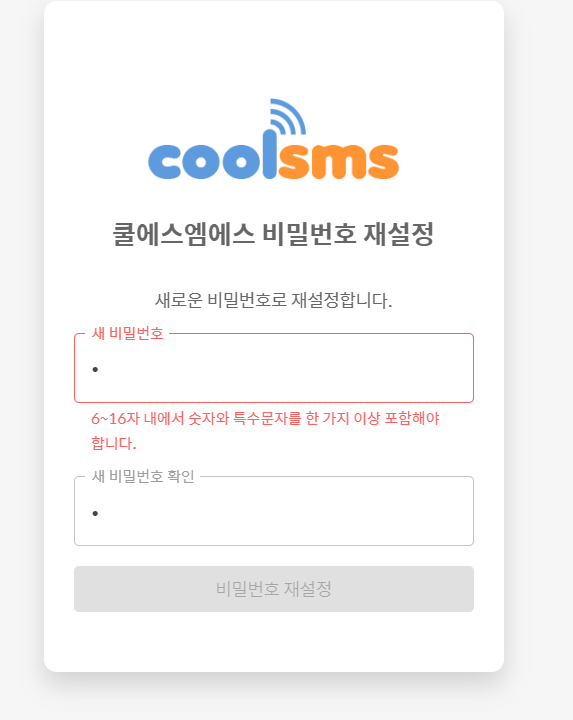 coolsms
쿨에스엠에스 비밀번호 재설정
새로운 비밀번호로 재설정합니다.
새 비밀번호
•
6~16자 내에서 숫자와 특수문자를 한 가지 이상 포함해야
합니다.
새 비밀번호 확인
•
비밀번호 재설정